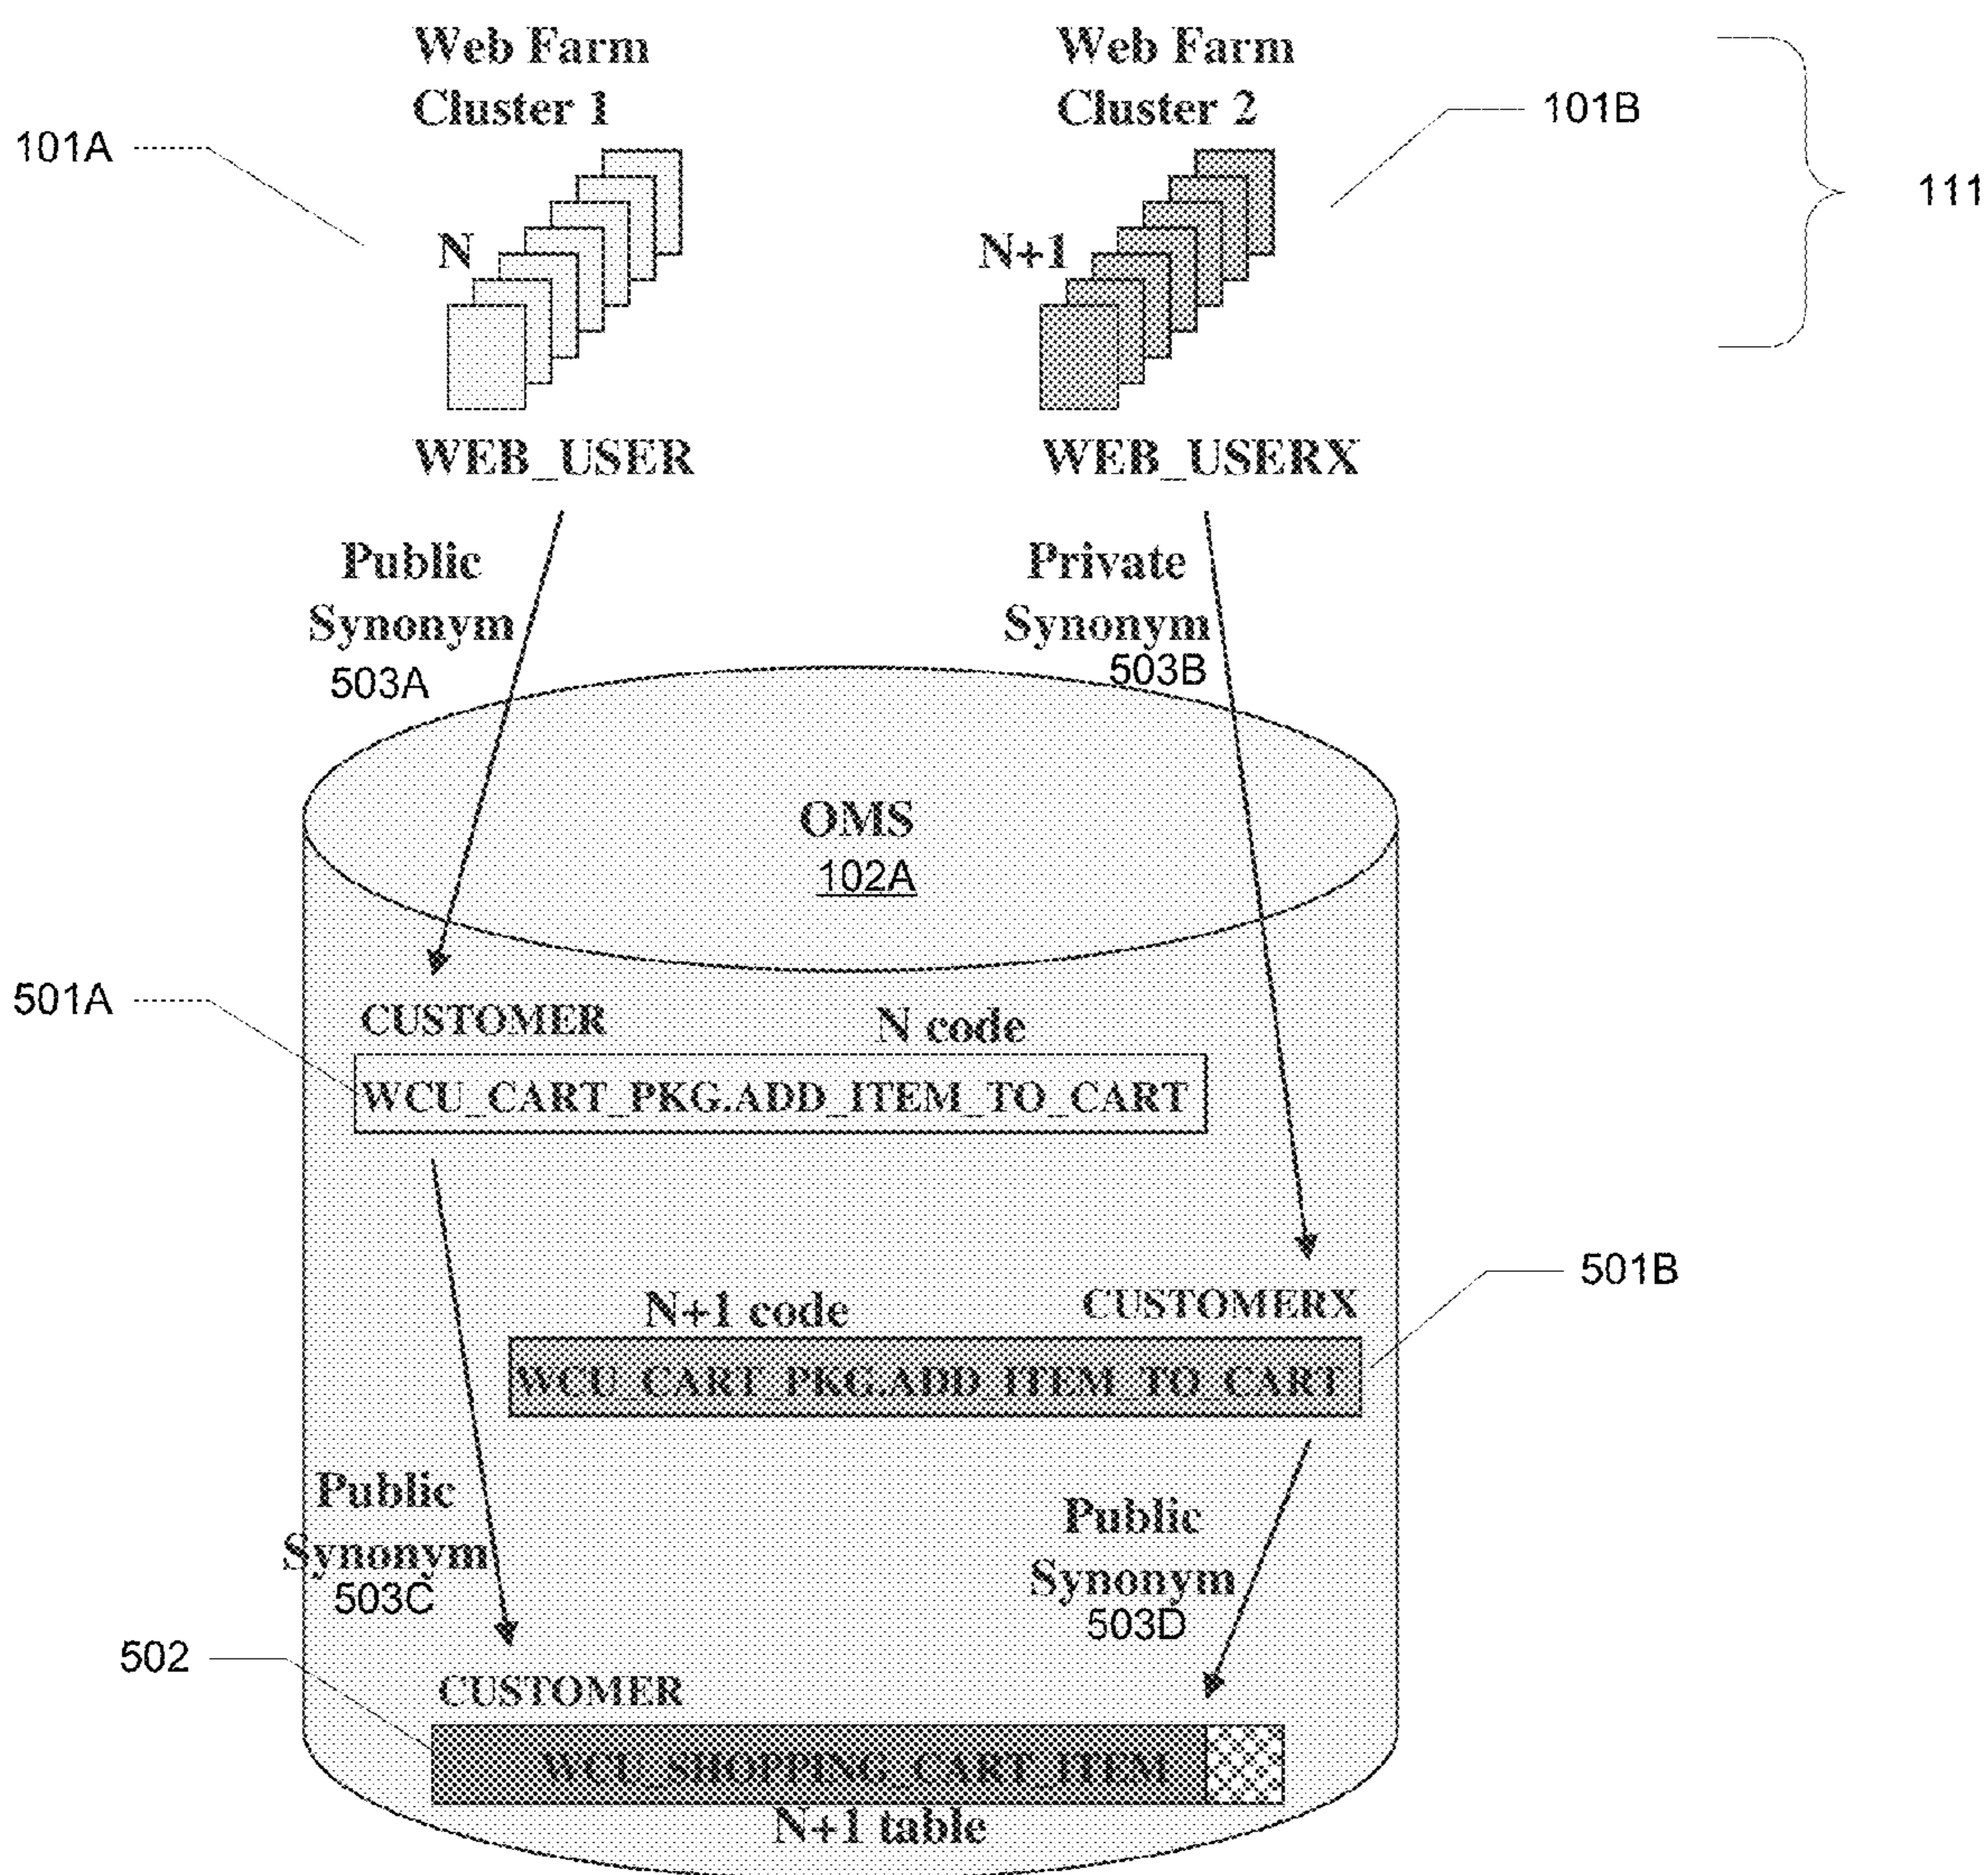 Web Farm
Cluster 1
Web Farm
Cluster 2
101A
101B
111
N
N+1
WEB_USER
WEB_USERX
Public
Synonym
503A
Private
Synonym
503B
OMS
102A
501A
CUSTOMER
N code
WCU_CART_PKG.ADD_ITEM_TO_CART
501B
N+1 code
CUSTOMERX
WCU_CART_PKG.ADD_ITEM_TO_CART
Public
Synonym
503C
Public
Synonym
503D
502
CUSTOMER
WCU_SHOPPING_CART_ITEM
N+1 table